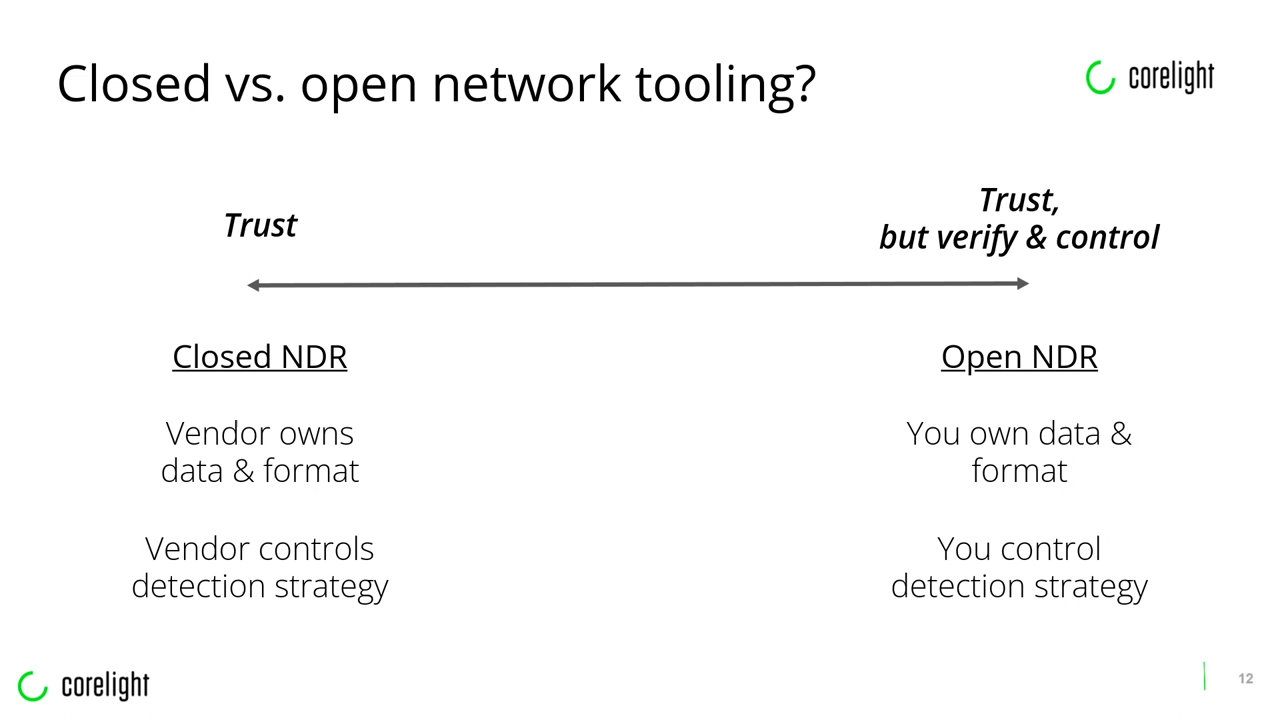 Closed vs. open network tooling?
corelight
Trust
Trust,
but verify & control
Closed NDR
Vendor owns
data & format
Vendor controls
detection strategy
Open NDR
You own data &
format
You control
detection strategy
corelight
12